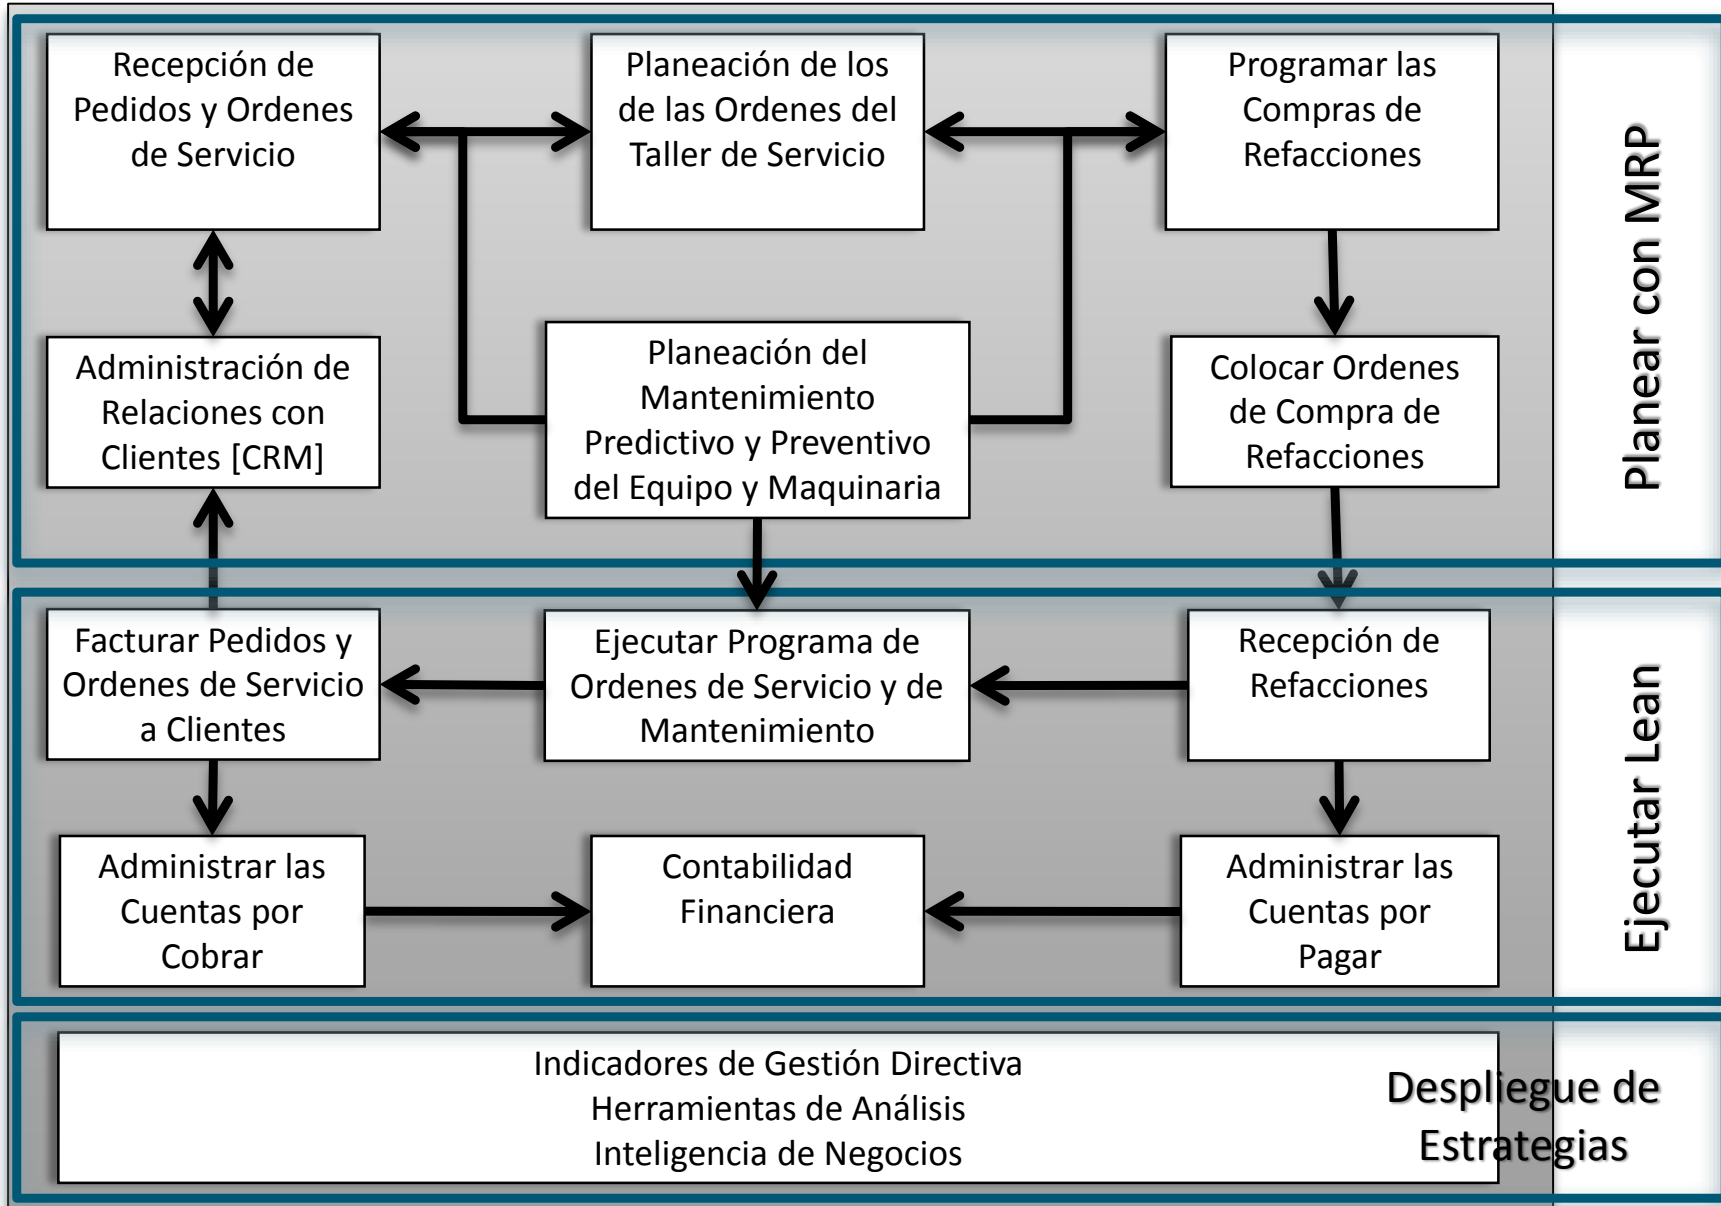 Recepción de
Pedidos y Ordenes
de Servicio
Planeación de los
de las Ordenes del
Taller de Servicio
Programar las
Compras de
Refacciones
Planear con MRP
Administración de
Relaciones con
Clientes [CRM]
Planeación del
Mantenimiento
Predictivo y Preventivo
del Equipo y Maquinaria
Colocar Ordenes
de Compra de
Refacciones
Facturar Pedidos y
Ordenes de Servicio
a Clientes
Ejecutar Programa de
Ordenes de Servicio y de
Mantenimiento
Recepción de
Refacciones
Ejecutar Lean
Administrar las
Cuentas por
Cobrar
Contabilidad
Financiera
Administrar las
Cuentas por
Pagar
Indicadores de Gestión Directiva
Herramientas de Análisis
Inteligencia de Negocios
Despliegue de
Estrategias